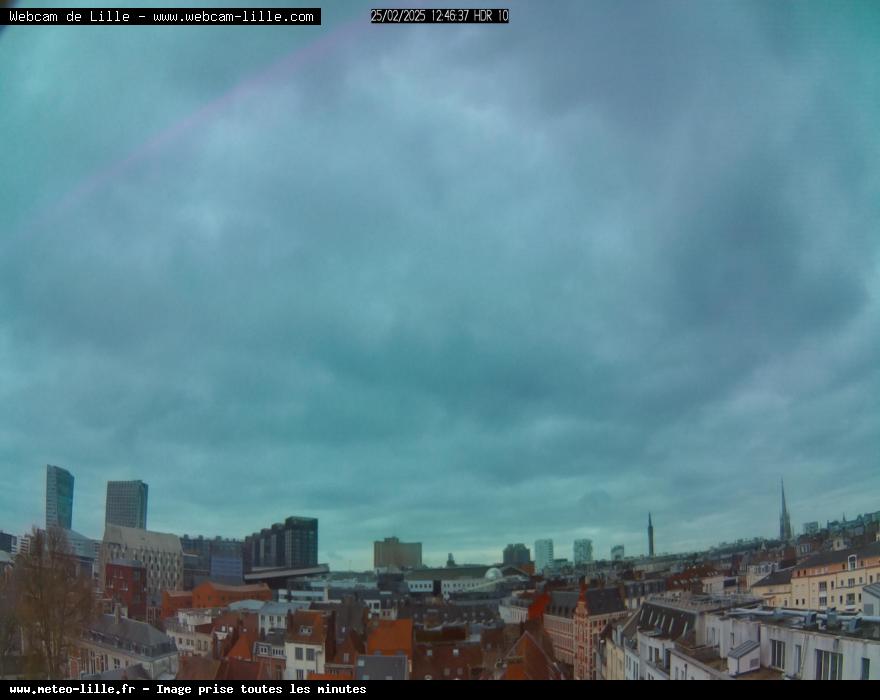 Webcam de Lille - www.webcam-lille.com
25/02/2025 12:46:37 HDR 10
www.meteo-lille.fr - Image prise toutes les minutes